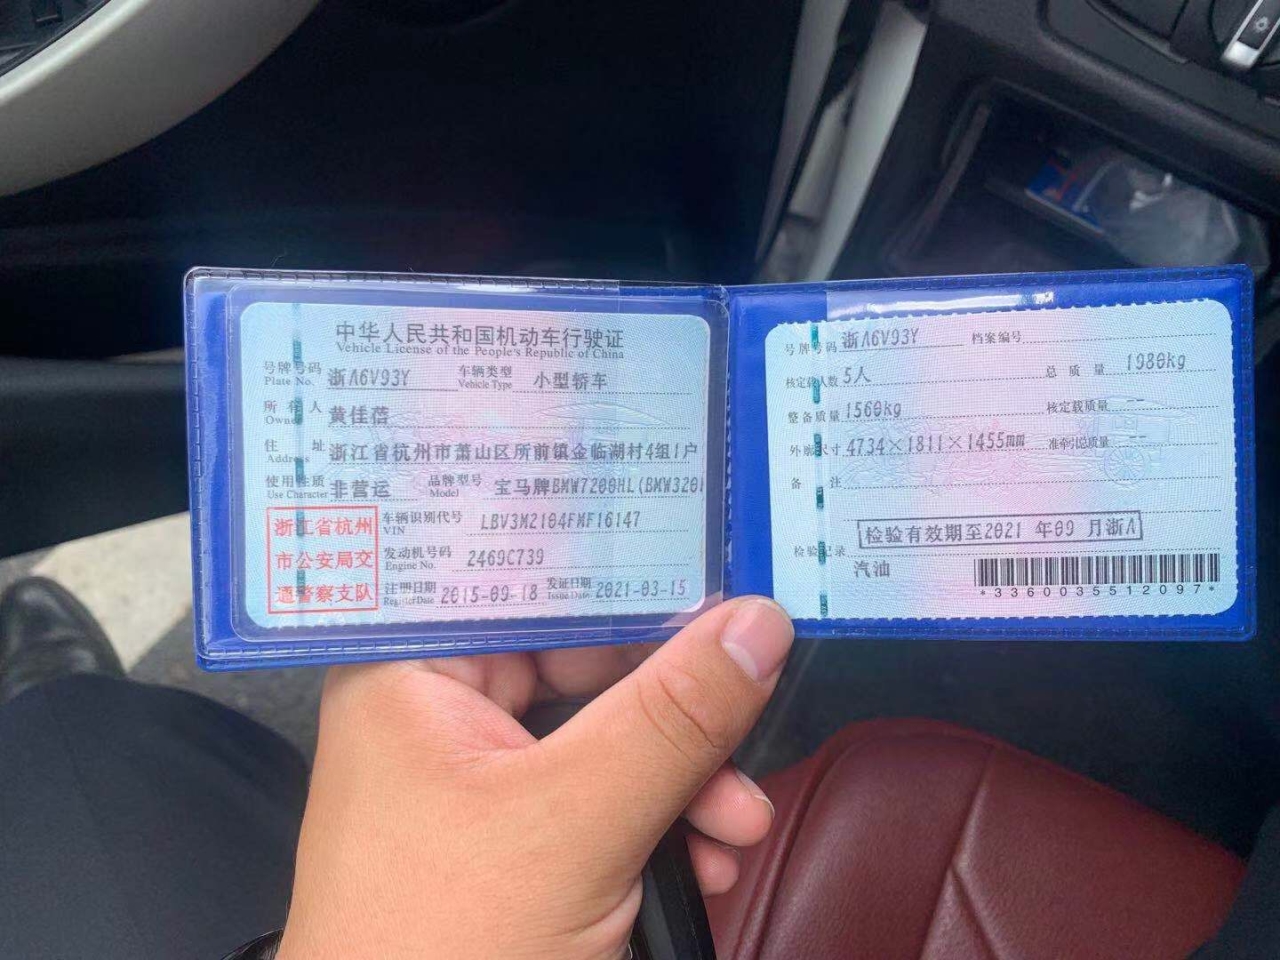 中华人民共和国机动车行驶证
Vehicle License of the People's Republic of China
号牌号码 Plate No. 浙A6V93Y 车辆类型 Vehicle Type 小型轿车
所有人 Owner 黄佳蓓
住址 Address 浙江省杭州市萧山区所前镇金临湖村4组1户
使用性质 Use Character 非营运 品牌型号 Model 宝马牌BMW7200HL(BMW320l
浙江省杭州
市公安局交
通警察支队
车辆识别代号 VIN LBV3M2104FMF16147
发动机号码 Engine No. 2469C739
注册日期 Register Date 2015-09-18 发证日期 Issue Date 2021-03-15
号牌号码 浙A6V93Y 档案编号
核定载人数 5人 总质量 1980kg
整备质量 1560kg 核定载质量 --
外廓尺寸 4734×1811×1455mm 准牵引总质量 --
备注
检验有效期至2021 年09 月浙A
检验记录
汽油
*3360035512097*